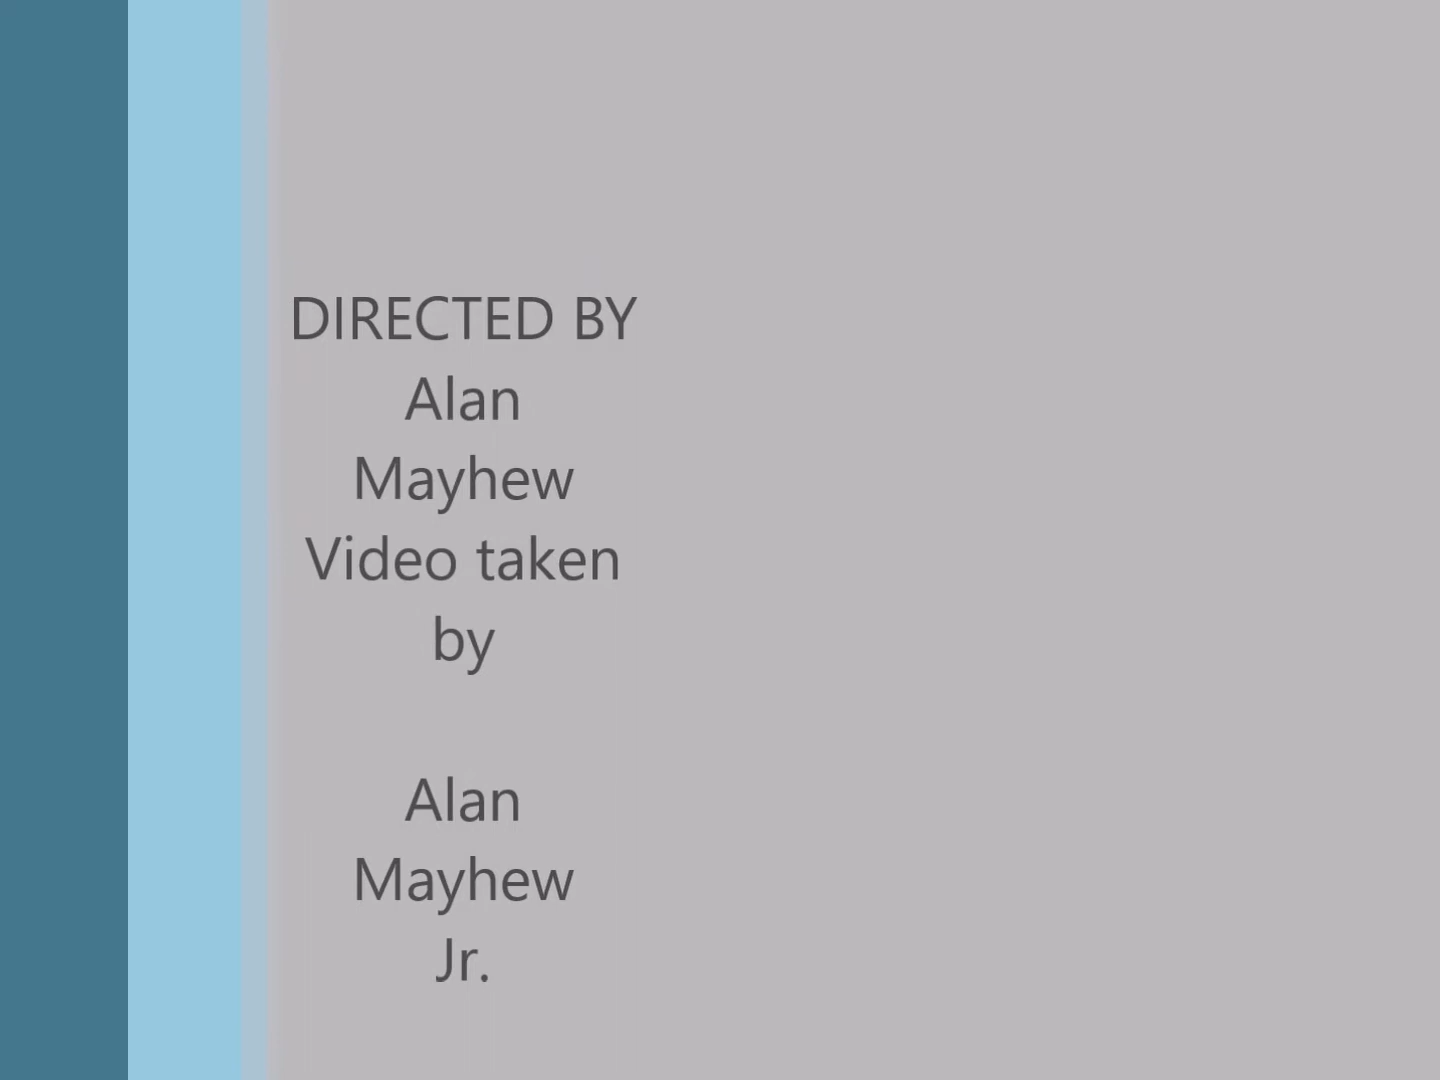 DIRECTED BY
Alan
Mayhew
Video taken
by
Alan
Mayhew
Jr.